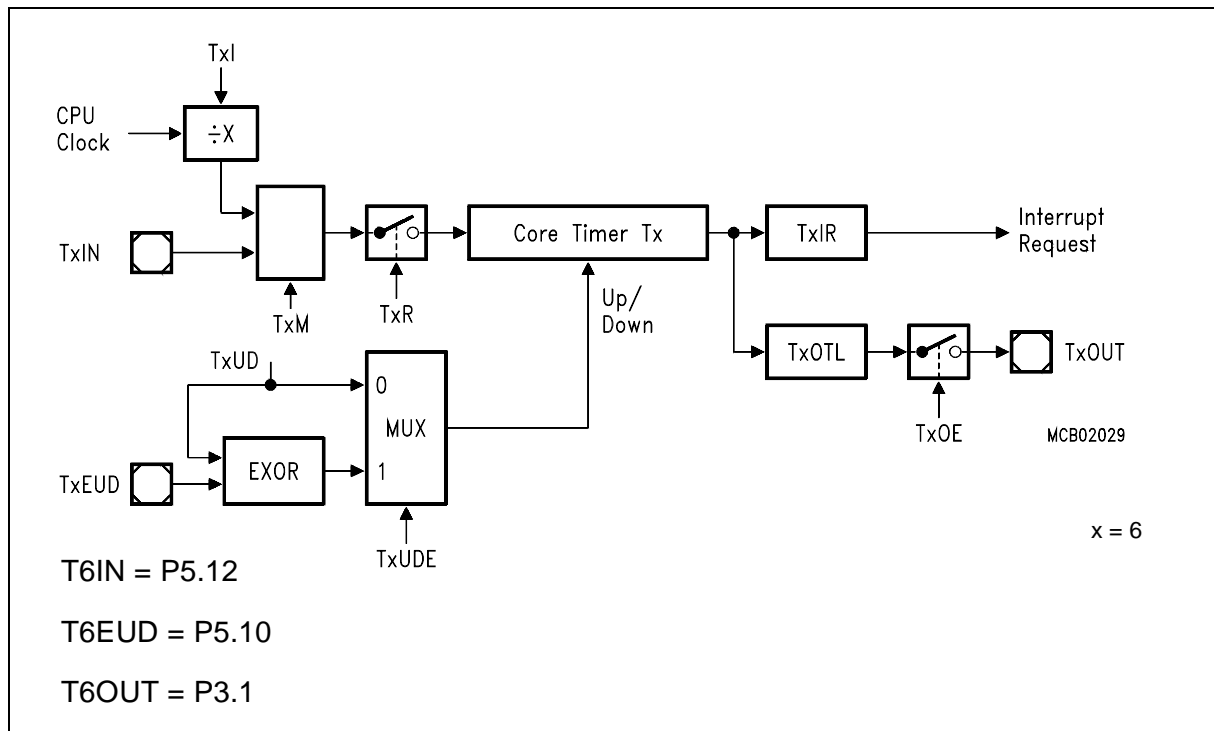 TxI
CPU
Clock
÷X
TxIN
TxM
TxR
Core Timer Tx
TxIR
Interrupt
Request
Up/
Down
TxUD
TxOTL
TxOUT
0
MUX
1
TxOE
MCB02029
EXOR
TxEUD
TxUDE
x = 6
T6IN = P5.12
T6EUD = P5.10
T6OUT = P3.1